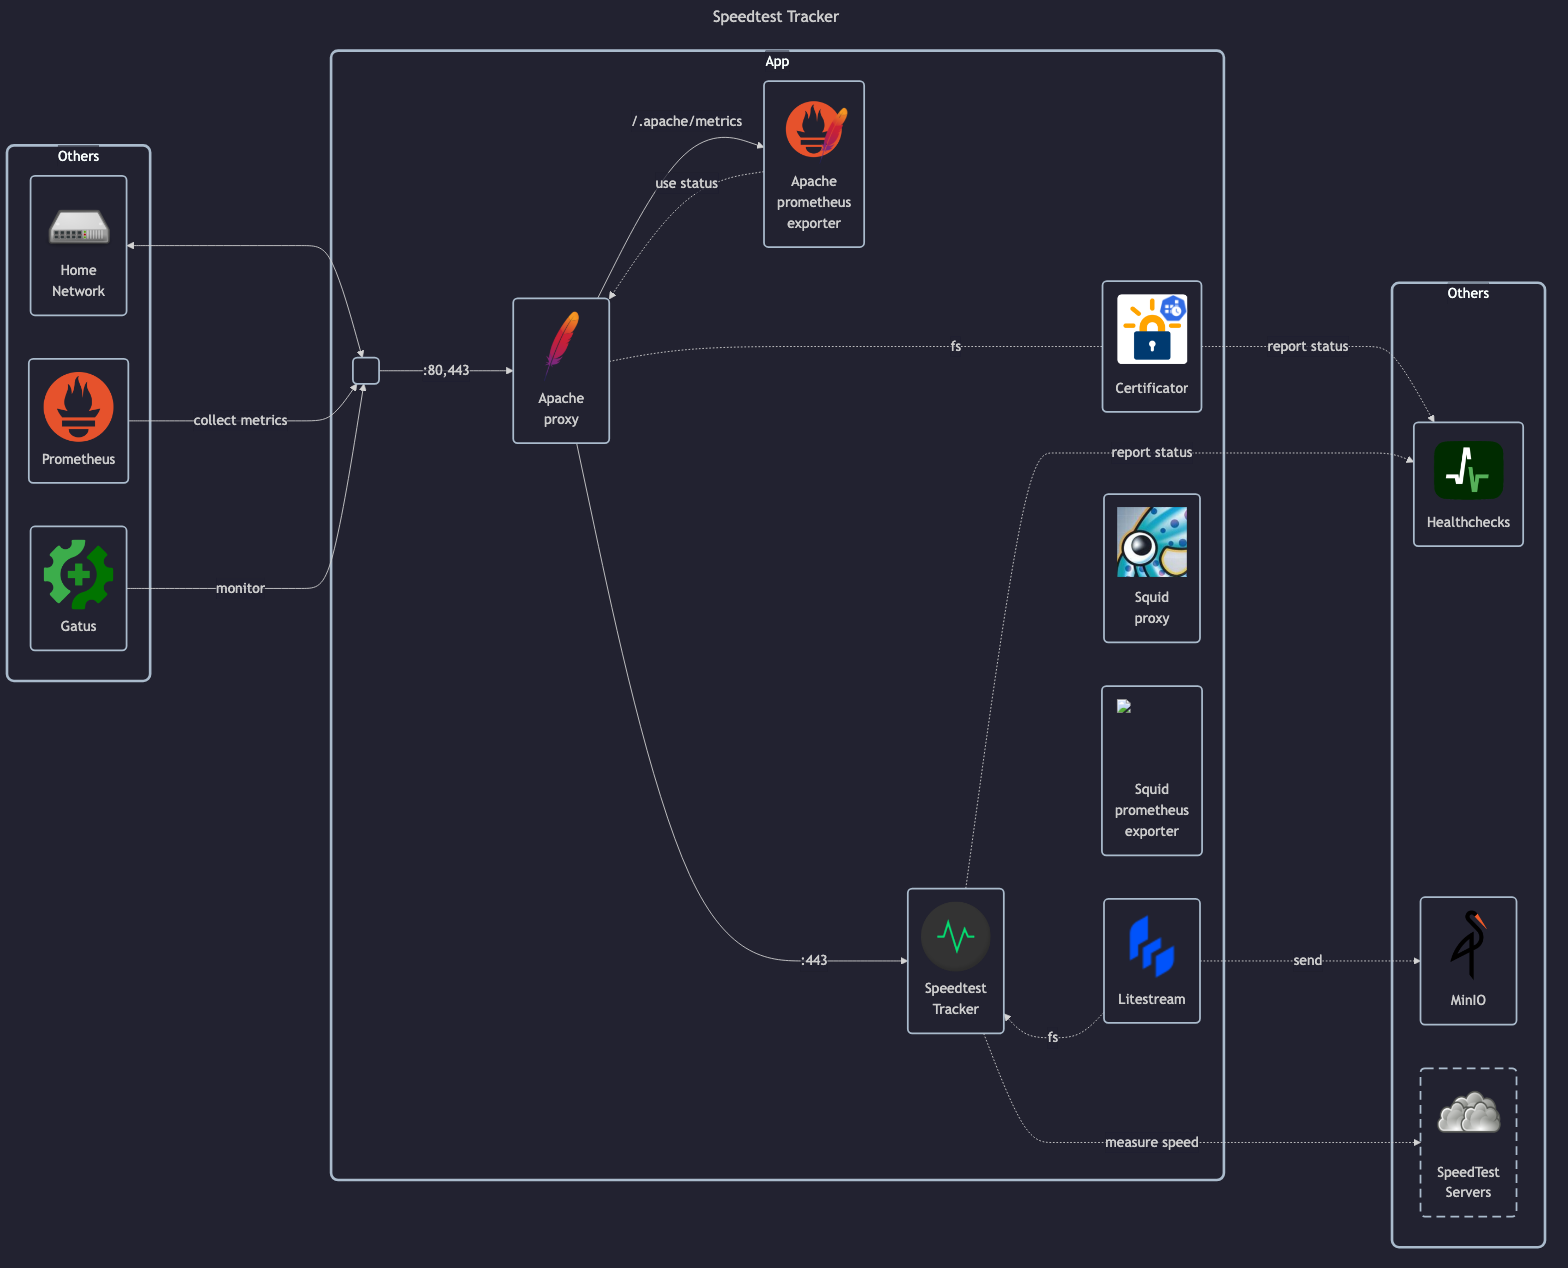 Speedtest Tracker
App
/.apache/metrics
use status
Apache
prometheus
exporter
Others
Home
Network
collect metrics
Prometheus
monitor
Gatus
:80,443
Apache
proxy
fs
Certificator
report status
report status
Others
Healthchecks
Squid
proxy
Squid
prometheus
exporter
:443
Speedtest
Tracker
Litestream
fs
send
MinIO
measure speed
SpeedTest
Servers